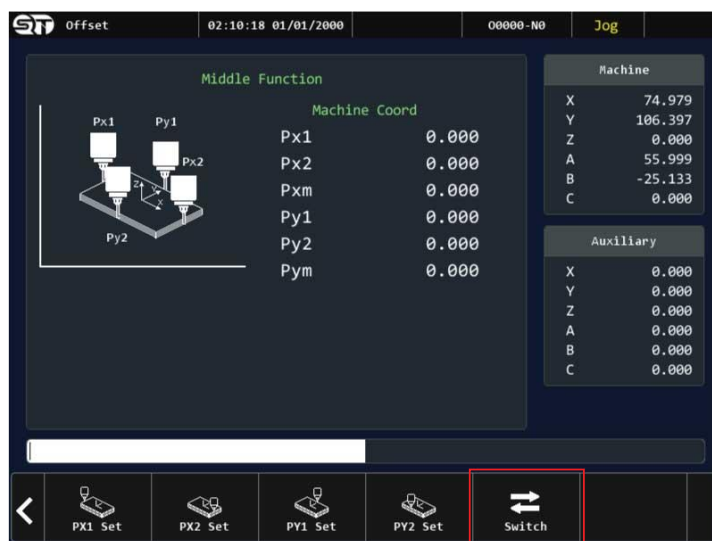 Offset 02:10:18 01/01/2000 O0000-N0 Jog
Middle Function
Machine Coord
Px1 0.000
Px2 0.000
Pxm 0.000
Py1 0.000
Py2 0.000
Pym 0.000
Px1 Py1
Px2
Z Y
X
Py2
Machine
X 74.979
Y 106.397
Z 0.000
A 55.999
B -25.133
C 0.000
Auxiliary
X 0.000
Y 0.000
Z 0.000
A 0.000
B 0.000
C 0.000
PX1 Set PX2 Set PY1 Set PY2 Set Switch